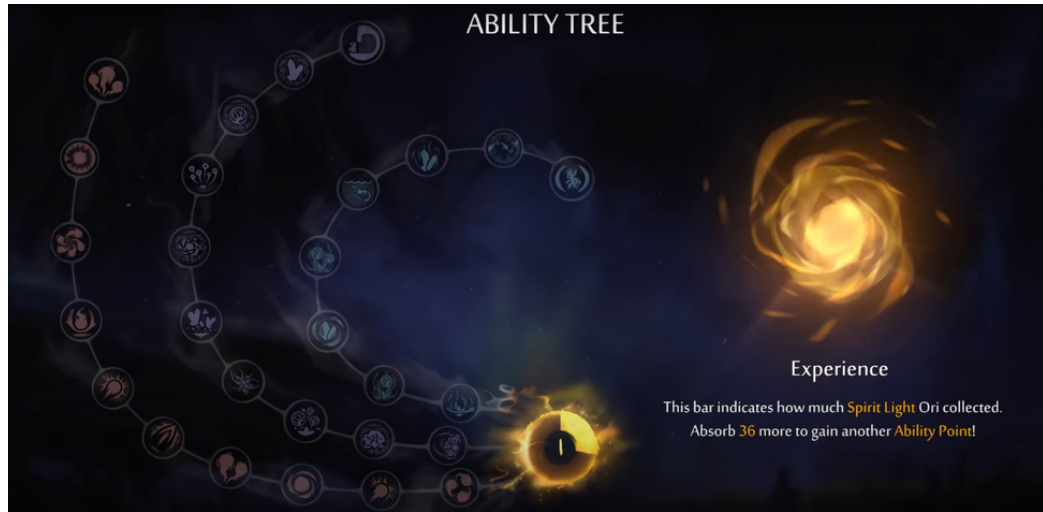 ABILITY TREE
Experience
This bar indicates how much Spirit Light Ori collected.
Absorb 36 more to gain another Ability Point!
1